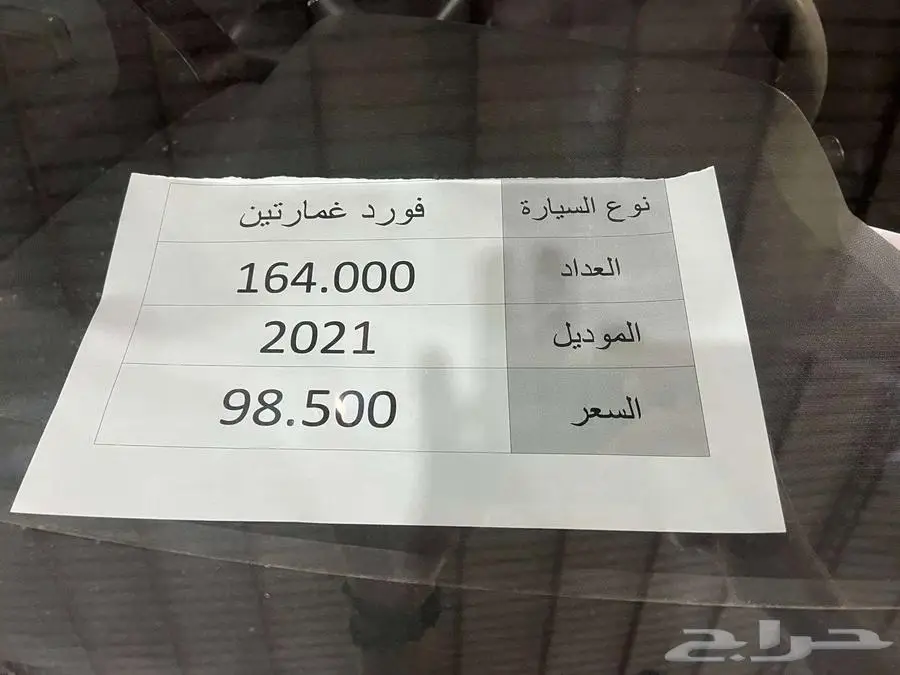 نوع السيارة فورد غمارتين
العداد 164.000
الموديل 2021
السعر 98.500
حراج